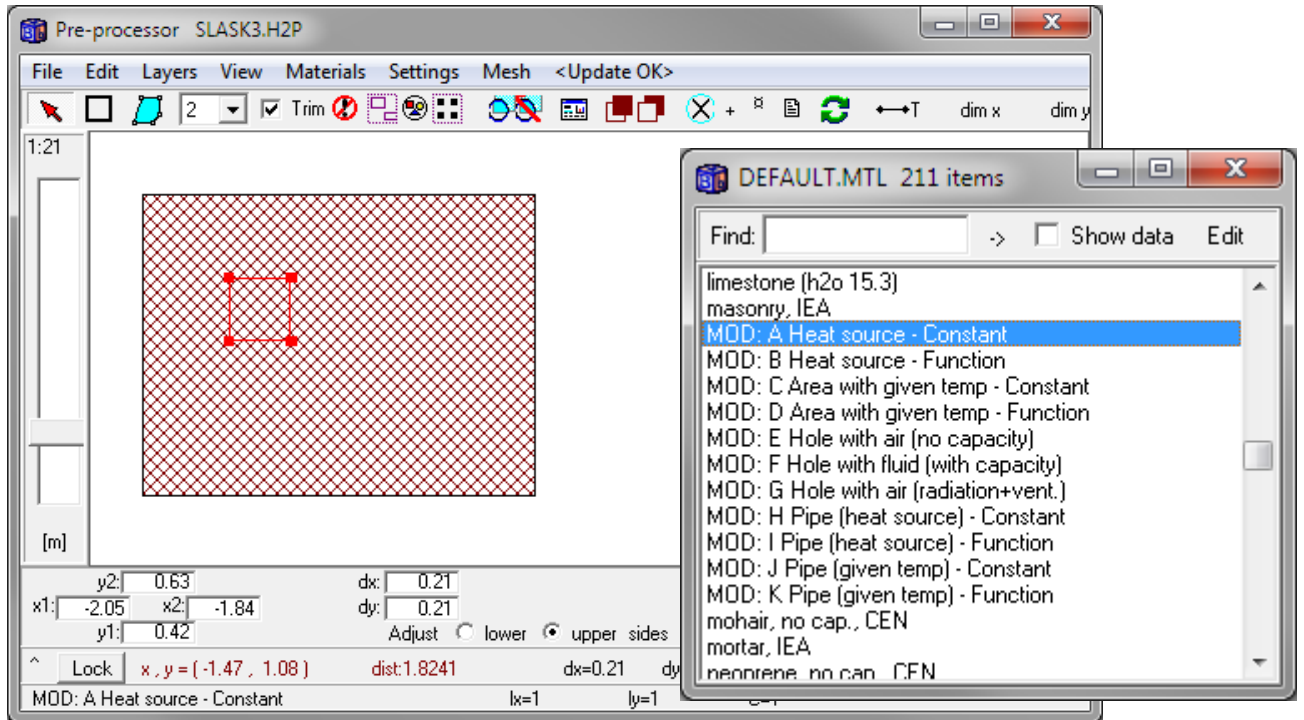 Pre-processor SLASK3.H2P
File Edit Layers View Materials Settings Mesh <Update OK>
2 Trim + ¤ T dim x dim y
1:21
[m]
y2: 0.63 dx: 0.21
x1: -2.05 x2: -1.84 dy: 0.21
y1: 0.42 Adjust lower upper sides
^ Lock x , y = ( -1.47 , 1.08 ) dist:1.8241 dx=0.21 dy
MOD: A Heat source - Constant lx=1 ly=1
DEFAULT.MTL 211 items
Find: -> Show data Edit
limestone (h2o 15.3)
masonry, IEA
MOD: A Heat source - Constant
MOD: B Heat source - Function
MOD: C Area with given temp - Constant
MOD: D Area with given temp - Function
MOD: E Hole with air (no capacity)
MOD: F Hole with fluid (with capacity)
MOD: G Hole with air (radiation+vent.)
MOD: H Pipe (heat source) - Constant
MOD: I Pipe (heat source) - Function
MOD: J Pipe (given temp) - Constant
MOD: K Pipe (given temp) - Function
mohair, no cap., CEN
mortar, IEA
neoprene, no cap., CEN